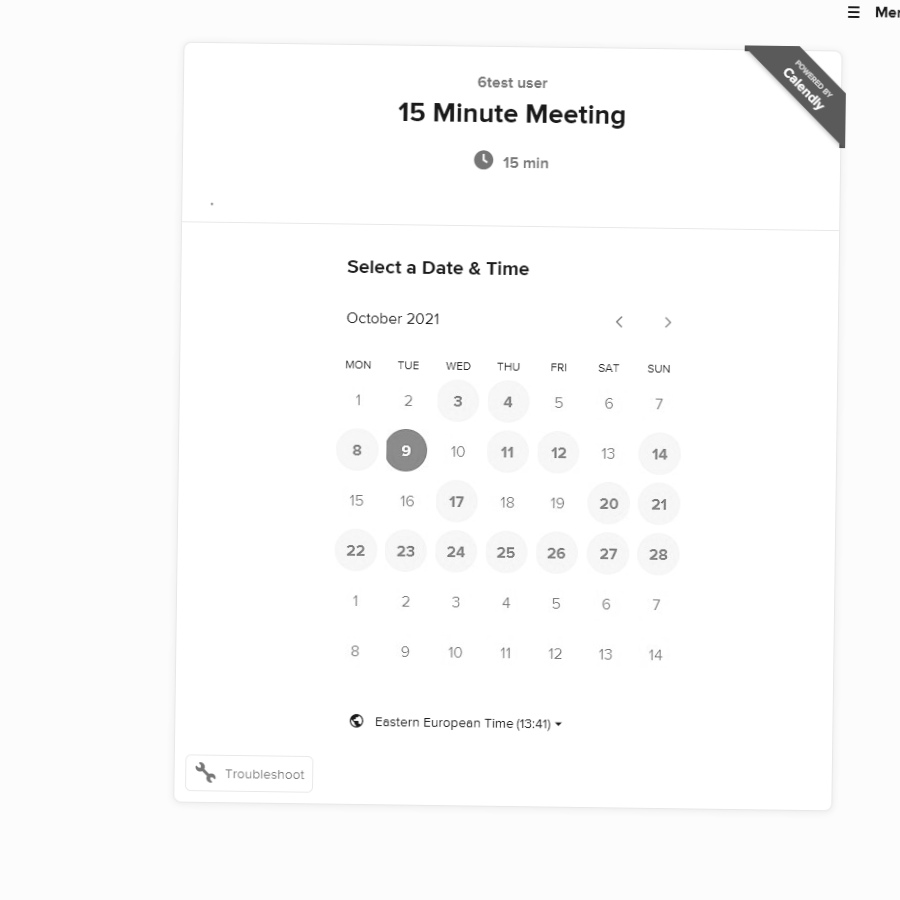 ☰ Me
POWERED BY
Calendly
6test user
15 Minute Meeting
15 min
Select a Date & Time
October 2021
MON TUE WED THU FRI SAT SUN
1 2 3 4 5 6 7
8 9 10 11 12 13 14
15 16 17 18 19 20 21
22 23 24 25 26 27 28
1 2 3 4 5 6 7
8 9 10 11 12 13 14
Eastern European Time (13:41)
Troubleshoot